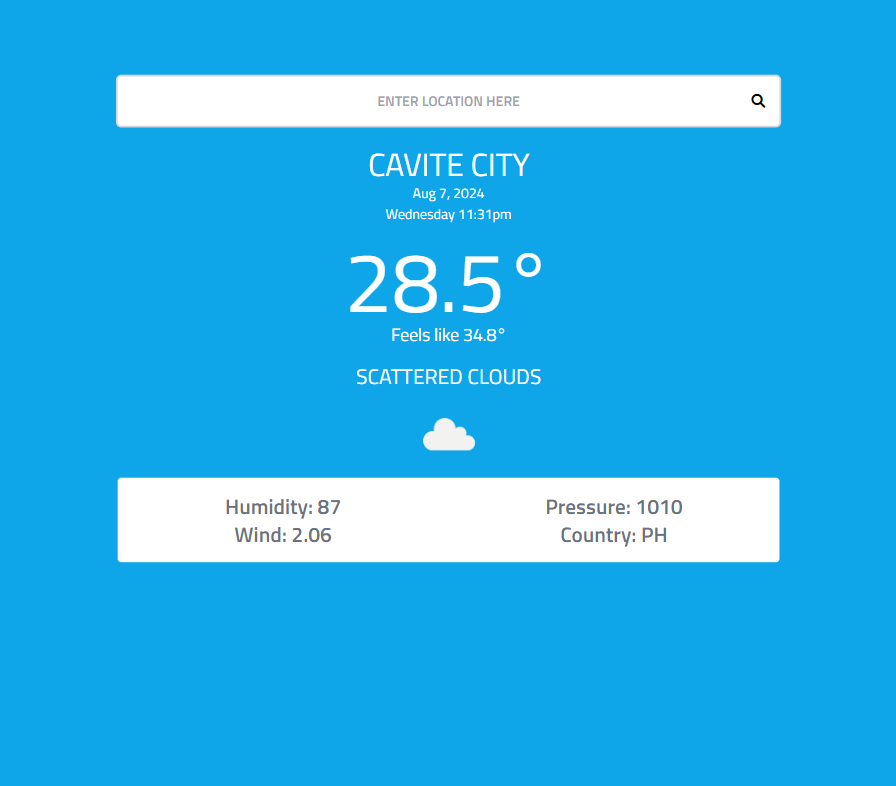 ENTER LOCATION HERE
CAVITE CITY
Aug 7, 2024
Wednesday 11:31pm
28.5°
Feels like 34.8°
SCATTERED CLOUDS
Humidity: 87
Pressure: 1010
Wind: 2.06
Country: PH